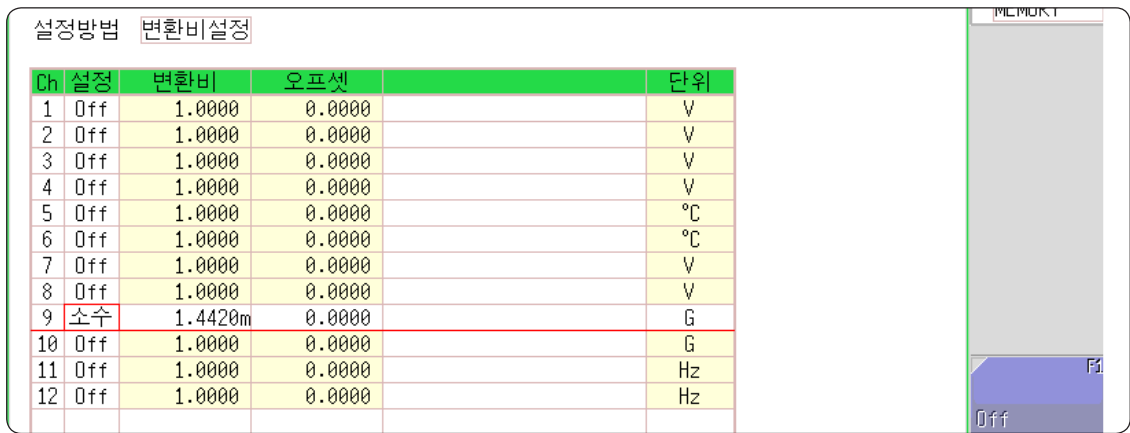 설정방법 변환비설정
Ch 설정 변환비 오프셋 단위
1 Off 1.0000 0.0000 V
2 Off 1.0000 0.0000 V
3 Off 1.0000 0.0000 V
4 Off 1.0000 0.0000 V
5 Off 1.0000 0.0000 °C
6 Off 1.0000 0.0000 °C
7 Off 1.0000 0.0000 V
8 Off 1.0000 0.0000 V
9 소수 1.4420m 0.0000 G
10 Off 1.0000 0.0000 G
11 Off 1.0000 0.0000 Hz
12 Off 1.0000 0.0000 Hz
MEMORY
F1
Off